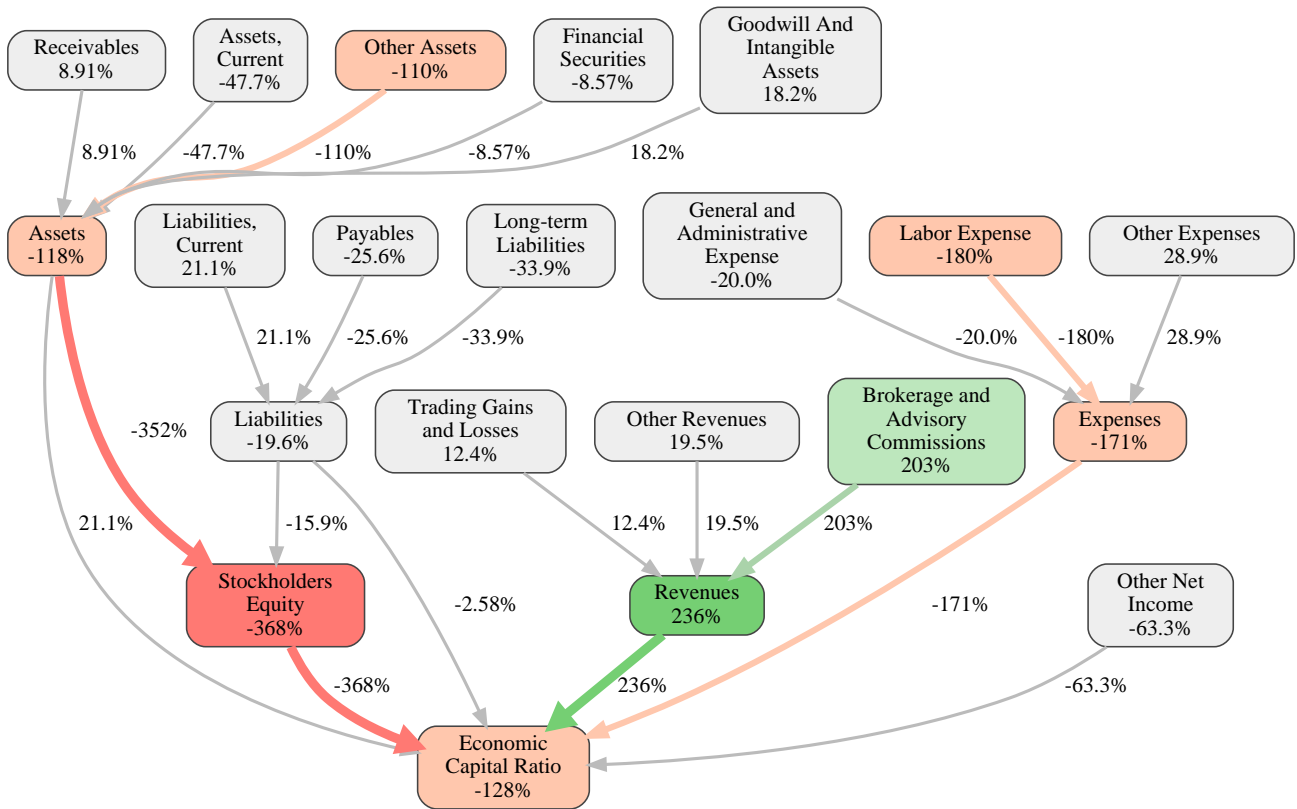 Receivables
8.91%
Assets,
Current
-47.7%
Other Assets
-110%
Financial
Securities
-8.57%
Goodwill And
Intangible
Assets
18.2%
8.91%
-47.7%
-110%
-8.57%
18.2%
Assets
-118%
Liabilities,
Current
21.1%
Payables
-25.6%
Long-term
Liabilities
-33.9%
General and
Administrative
Expense
-20.0%
Labor Expense
-180%
Other Expenses
28.9%
21.1%
-25.6%
-33.9%
-20.0%
-180%
28.9%
-352%
Liabilities
-19.6%
Trading Gains
and Losses
12.4%
Other Revenues
19.5%
Brokerage and
Advisory
Commissions
203%
Expenses
-171%
21.1%
-15.9%
12.4%
19.5%
203%
Stockholders
Equity
-368%
-2.58%
Revenues
236%
-171%
Other Net
Income
-63.3%
-368%
236%
-63.3%
Economic
Capital Ratio
-128%